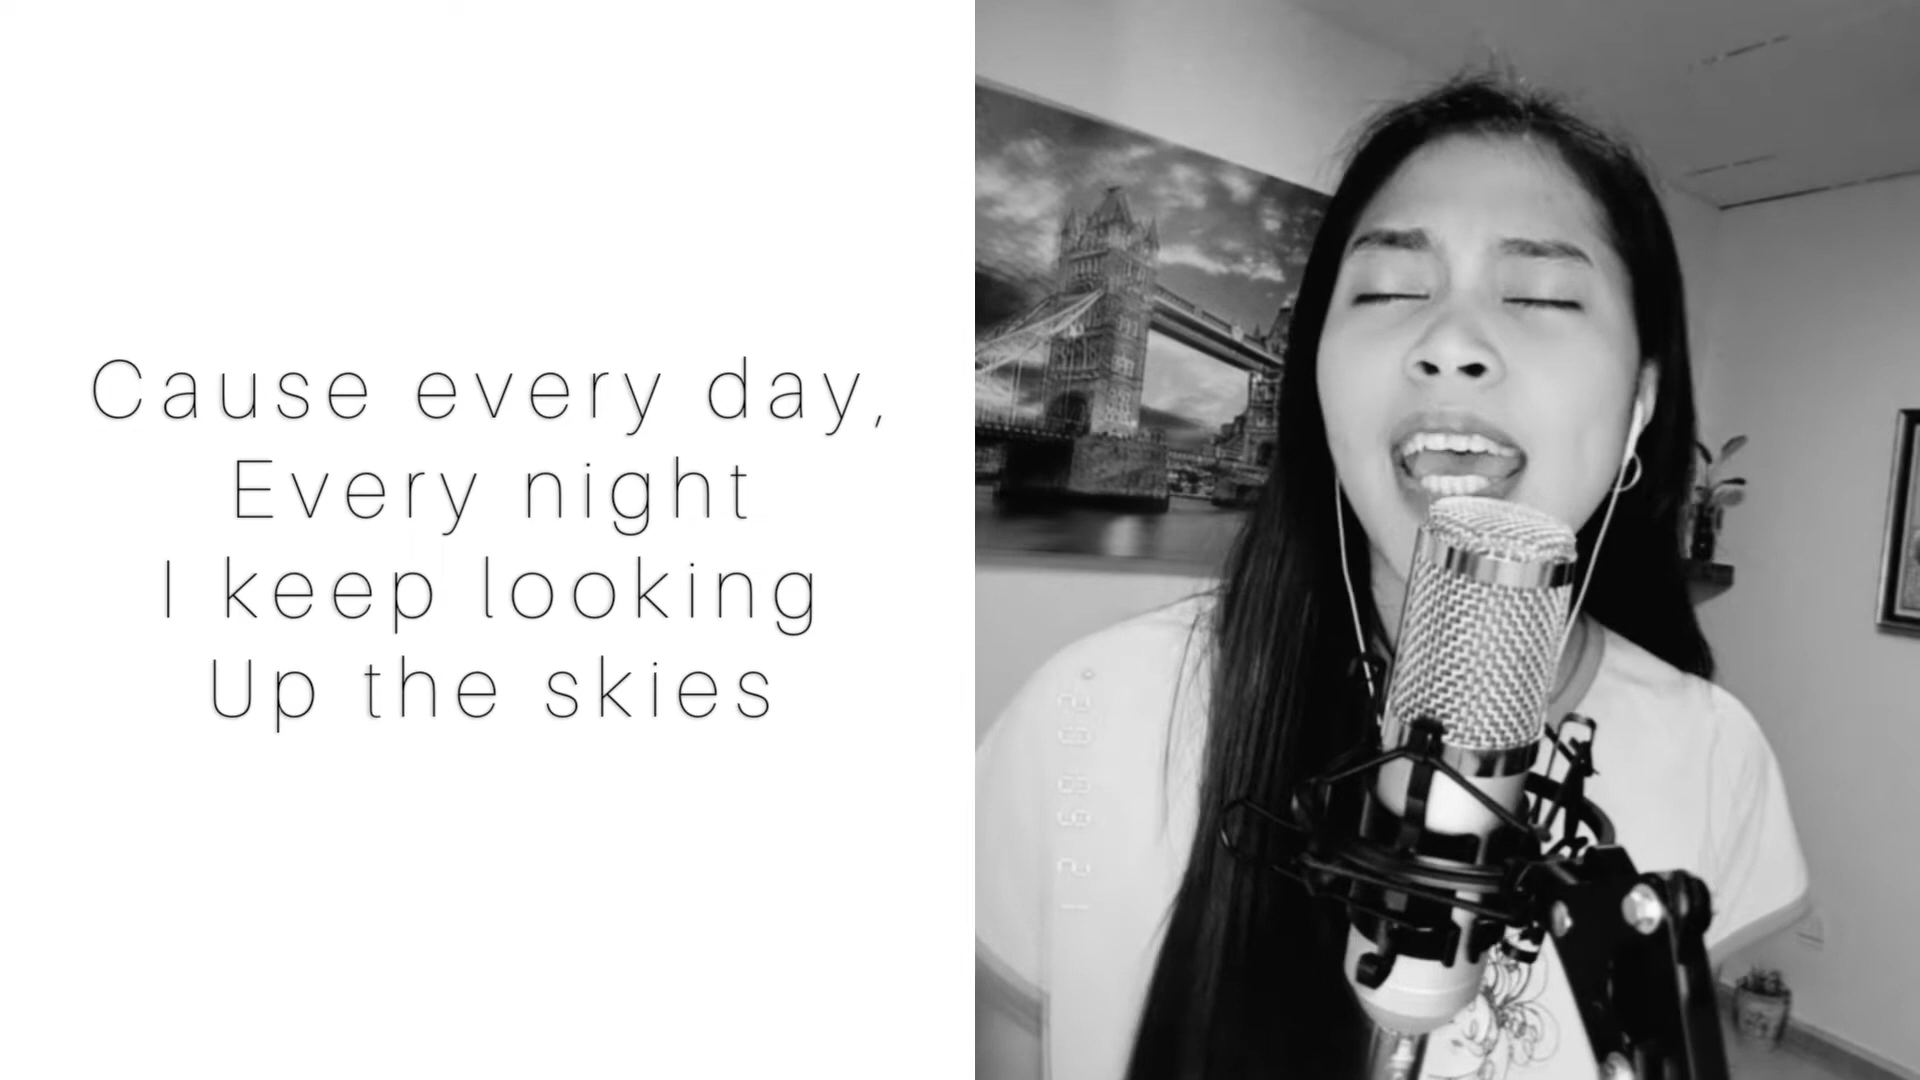 Cause every day,
Every night
I keep looking
Up the skies